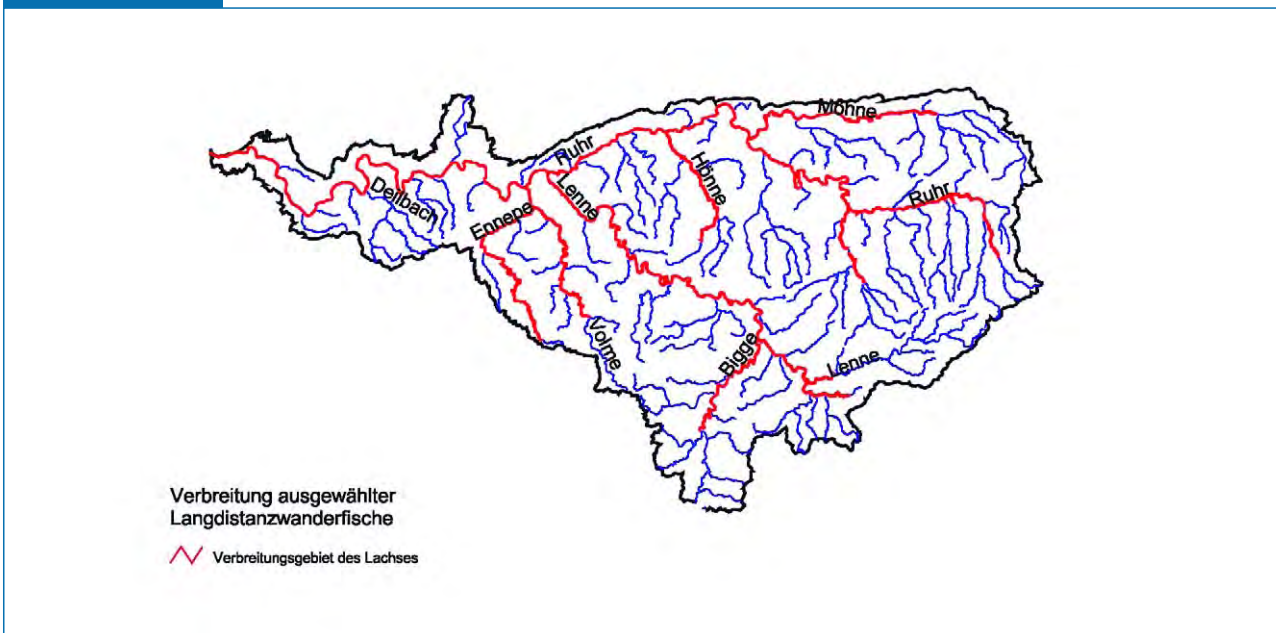 Möhne
Ruhr
Hönne
Deilbach
Lenne
Ruhr
Ennepe
Volme
Bigge
Lenne
Verbreitung ausgewählter
Langdistanzwanderfische
Verbreitungsgebiet des Lachses